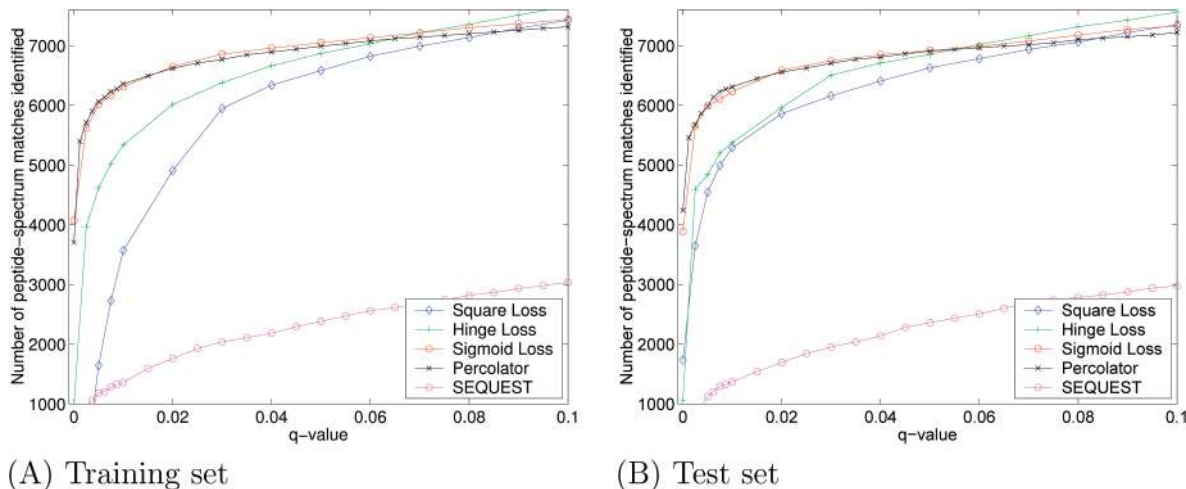 Number of peptide-spectrum matches identified
7000
6000
5000
4000
3000
2000
1000
0
0.02
0.04
0.06
0.08
0.1
q-value
Square Loss
Hinge Loss
Sigmoid Loss
Percolator
SEQUEST
(A) Training set
Number of peptide-spectrum matches identified
7000
6000
5000
4000
3000
2000
1000
0
0.02
0.04
0.06
0.08
0.1
q-value
Square Loss
Hinge Loss
Sigmoid Loss
Percolator
SEQUEST
(B) Test set